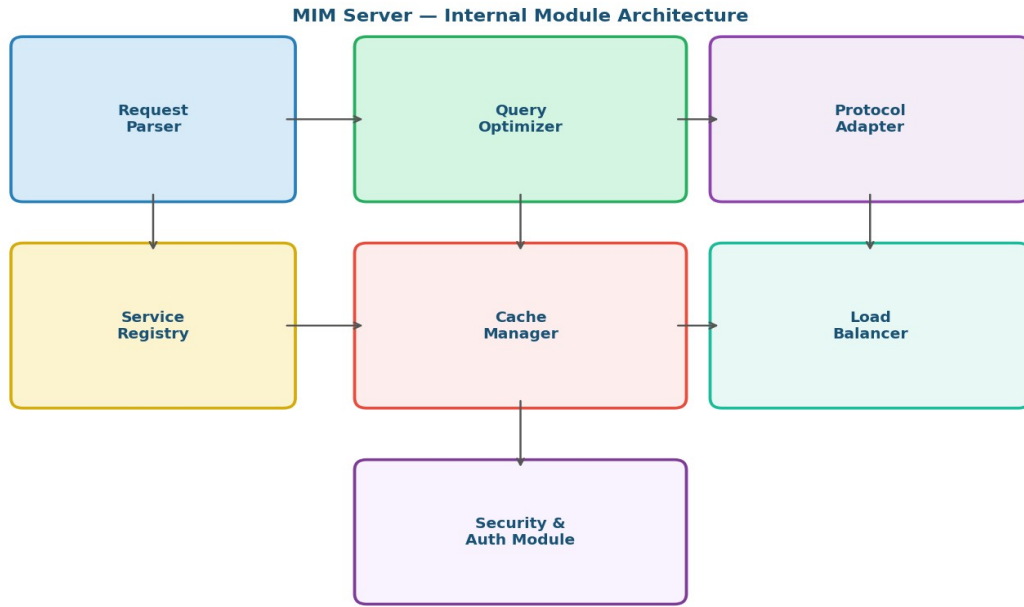 MIM Server — Internal Module Architecture
Request
Parser
Query
Optimizer
Protocol
Adapter
Service
Registry
Cache
Manager
Load
Balancer
Security &
Auth Module